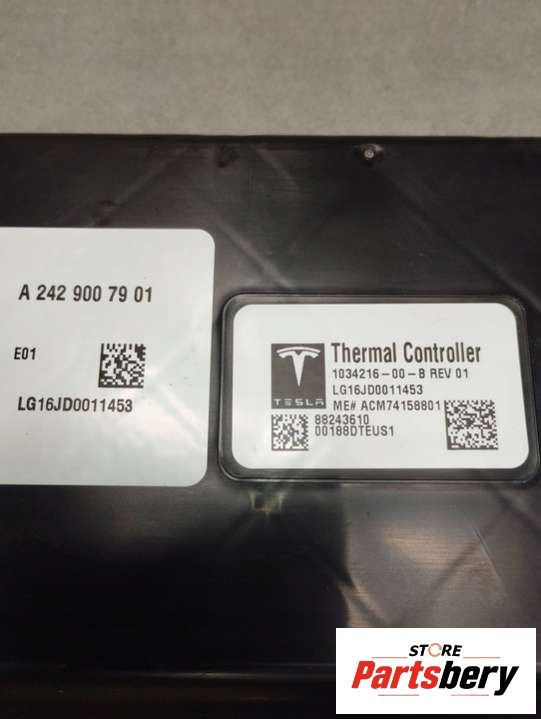 A 242 900 79 01
E01
LG16JD0011453
TESLA
Thermal Controller
1034216-00-B REV 01
LG16JD0011453
ME# ACM74158801
88243610
00188DTEUS1
STORE
Partsbery